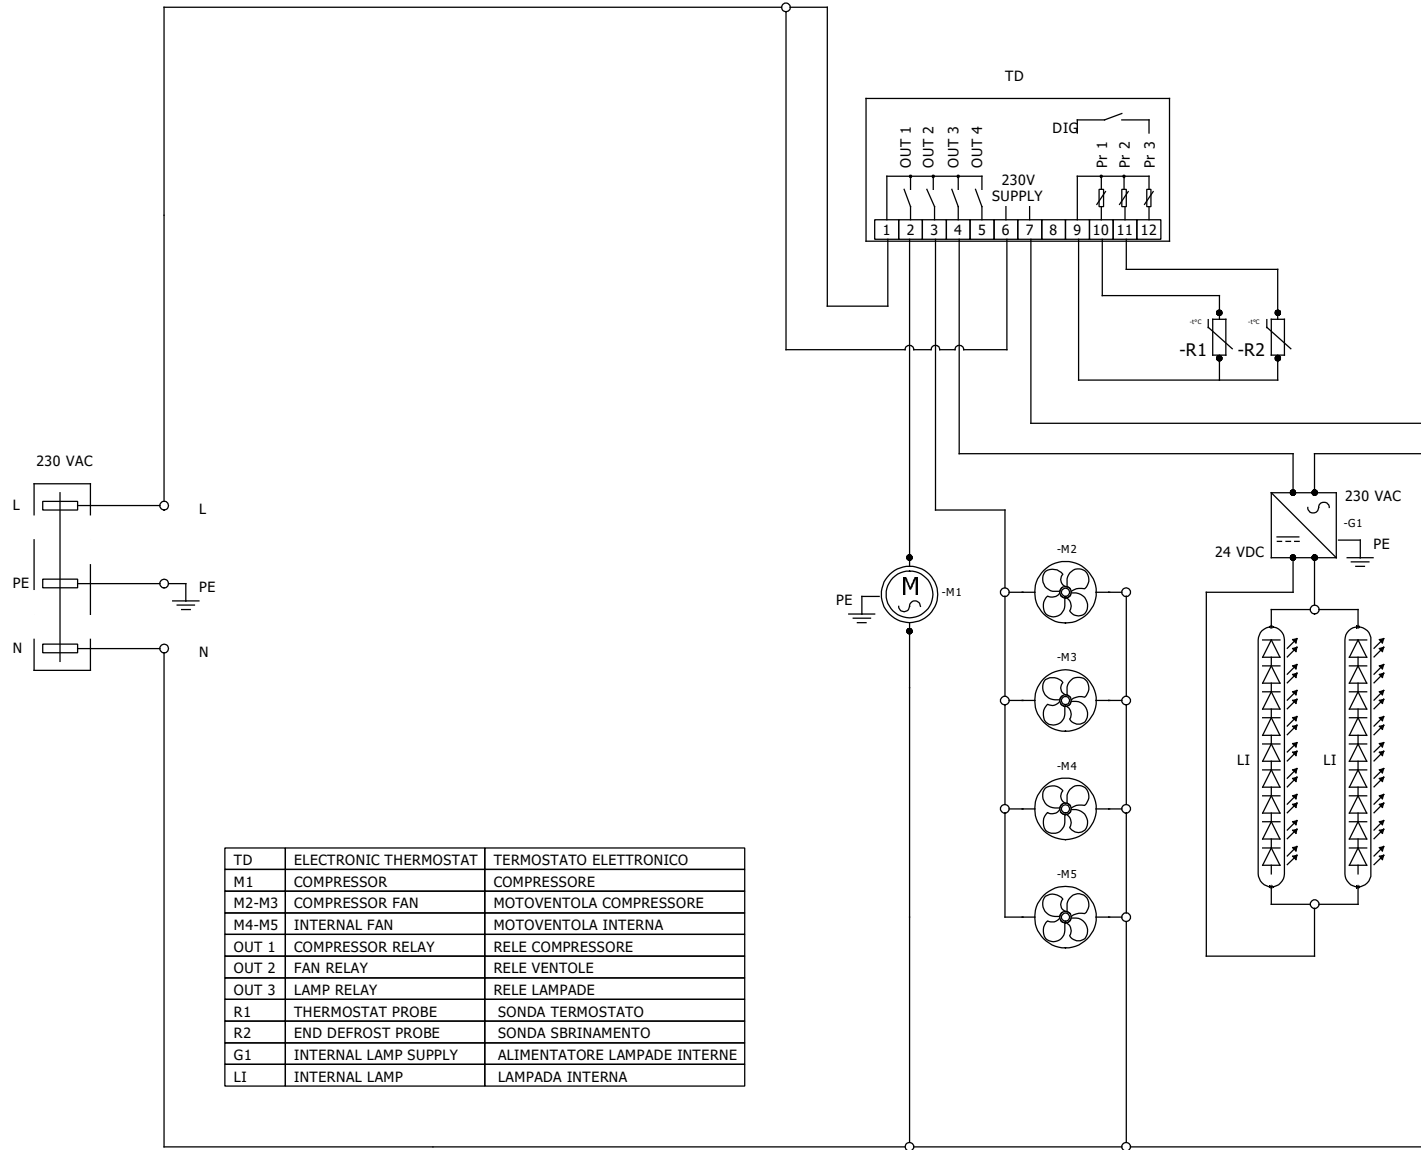 TD
DIG
OUT 1
OUT 2
OUT 3
OUT 4
Pr 1
Pr 2
Pr 3
230V
SUPPLY
1 2 3 4 5 6 7 8 9 10 11 12
-t°C -t°C
-R1 -R2
230 VAC
L L
PE PE
N N
230 VAC
-G1
24 VDC PE
-M2
M
PE -M1
-M3
-M4
-M5
LI LI
TD ELECTRONIC THERMOSTAT TERMOSTATO ELETTRONICO
M1 COMPRESSOR COMPRESSORE
M2-M3 COMPRESSOR FAN MOTOVENTOLA COMPRESSORE
M4-M5 INTERNAL FAN MOTOVENTOLA INTERNA
OUT 1 COMPRESSOR RELAY RELE COMPRESSORE
OUT 2 FAN RELAY RELE VENTOLE
OUT 3 LAMP RELAY RELE LAMPADE
R1 THERMOSTAT PROBE SONDA TERMOSTATO
R2 END DEFROST PROBE SONDA SBRINAMENTO
G1 INTERNAL LAMP SUPPLY ALIMENTATORE LAMPADE INTERNE
LI INTERNAL LAMP LAMPADA INTERNA